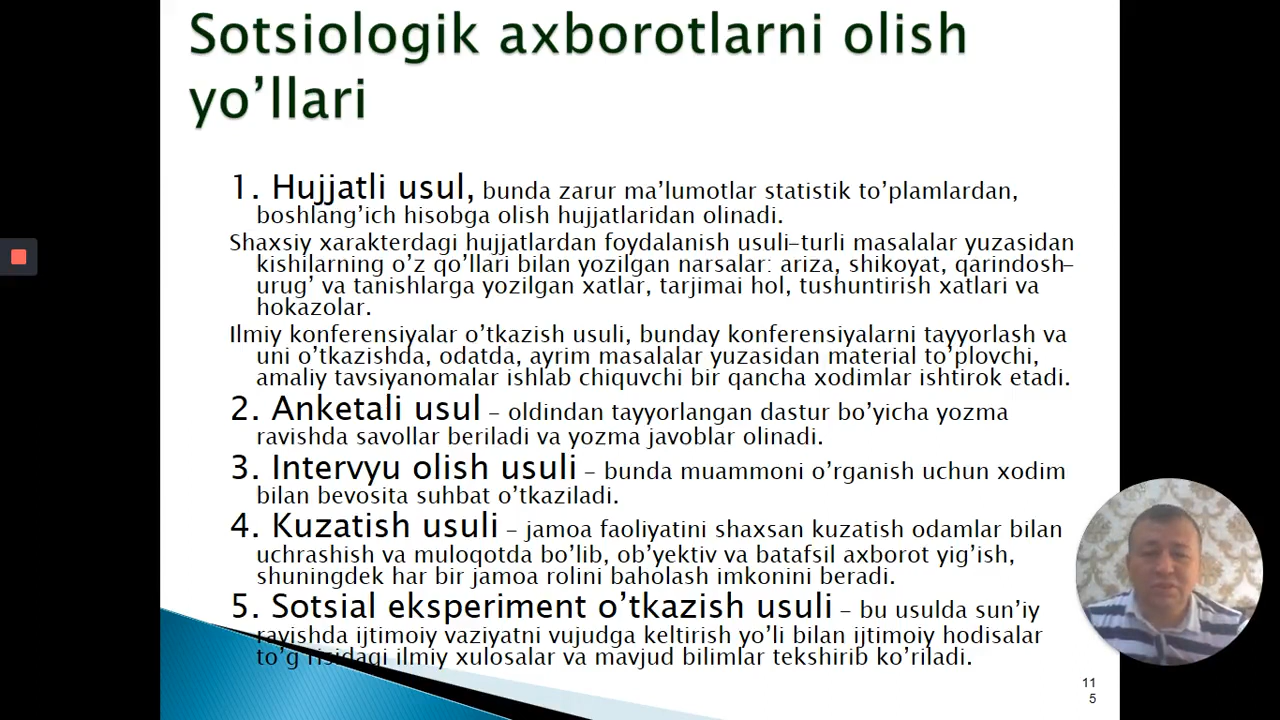 Sotsiologik axborotlarni olish
yo’llari
1. Hujjatli usul, bunda zarur ma’lumotlar statistik to’plamlardan,
boshlang’ich hisobga olish hujjatlaridan olinadi.
Shaxsiy xarakterdagi hujjatlardan foydalanish usuli–turli masalalar yuzasidan
kishilarning o’z qo’llari bilan yozilgan narsalar: ariza, shikoyat, qarindosh–
urug’ va tanishlarga yozilgan xatlar, tarjimai hol, tushuntirish xatlari va
hokazolar.
Ilmiy konferensiyalar o’tkazish usuli, bunday konferensiyalarni tayyorlash va
uni o’tkazishda, odatda, ayrim masalalar yuzasidan material to’plovchi,
amaliy tavsiyanomalar ishlab chiquvchi bir qancha xodimlar ishtirok etadi.
2. Anketali usul – oldindan tayyorlangan dastur bo’yicha yozma
ravishda savollar beriladi va yozma javoblar olinadi.
3. Intervyu olish usuli – bunda muammoni o’rganish uchun xodim
bilan bevosita suhbat o’tkaziladi.
4. Kuzatish usuli – jamoa faoliyatini shaxsan kuzatish odamlar bilan
uchrashish va muloqotda bo’lib, ob’yektiv va batafsil axborot yig’ish,
shuningdek har bir jamoa rolini baholash imkonini beradi.
5. Sotsial eksperiment o’tkazish usuli – bu usulda sun’iy
ravishda ijtimoiy vaziyatni vujudga keltirish yo’li bilan ijtimoiy hodisalar
to’g’risidagi ilmiy xulosalar va mavjud bilimlar tekshirib ko’riladi.
11
5